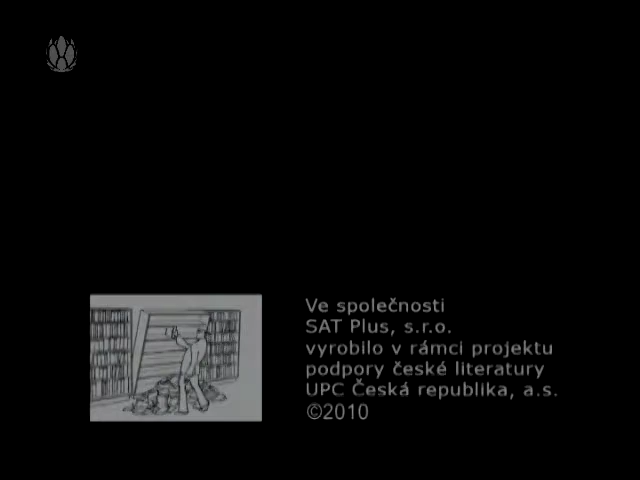 Ve společnosti
SAT Plus, s.r.o.
vyrobilo v rámci projektu
podpory české literatury
UPC Česká republika, a.s.
©2010